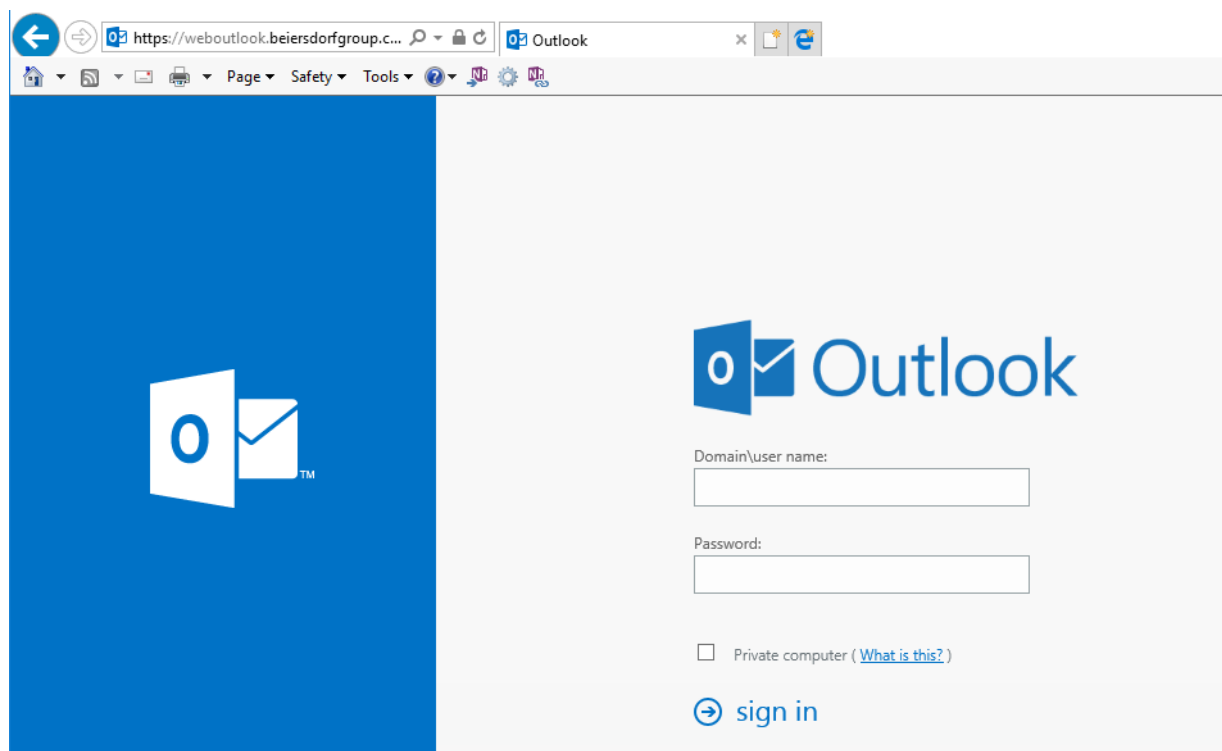 https://weboutlook.beiersdorfgroup.c... Outlook
Page Safety Tools
Outlook
Domain\user name:
TM
Password:
Private computer ( What is this? )
sign in